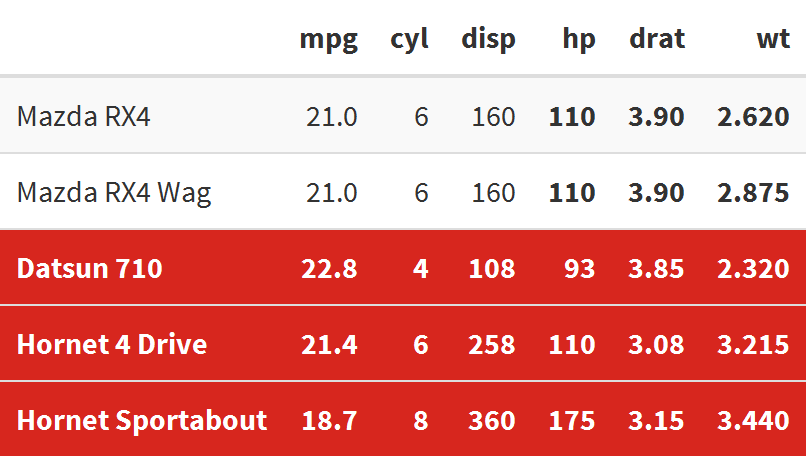 mpg cyl disp hp drat wt
Mazda RX4 21.0 6 160 110 3.90 2.620
Mazda RX4 Wag 21.0 6 160 110 3.90 2.875
Datsun 710 22.8 4 108 93 3.85 2.320
Hornet 4 Drive 21.4 6 258 110 3.08 3.215
Hornet Sportabout 18.7 8 360 175 3.15 3.440